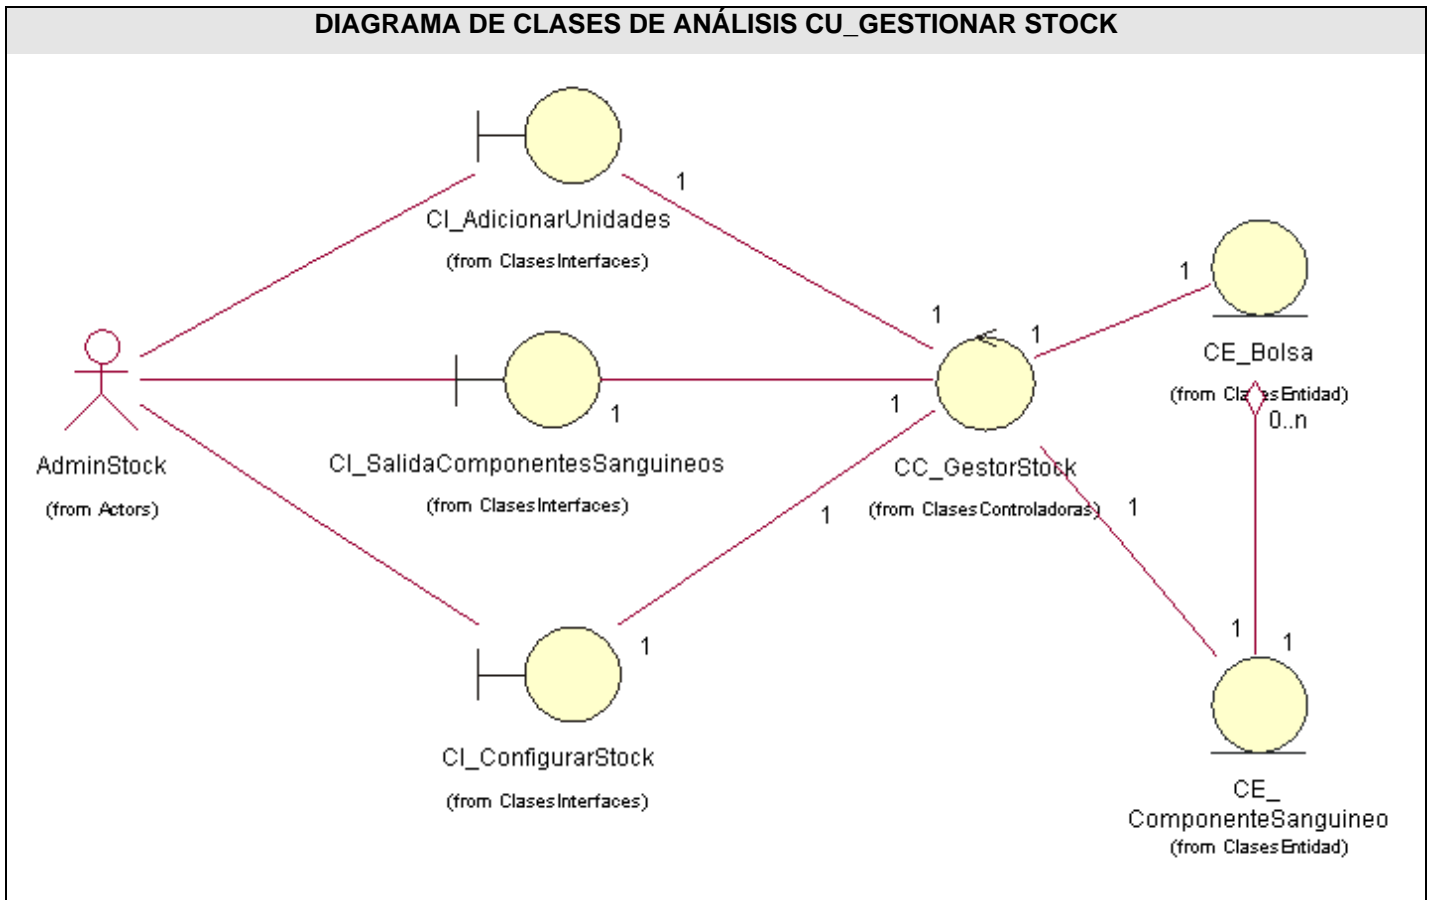 DIAGRAMA DE CLASES DE ANÁLISIS CU_GESTIONAR STOCK
1
CI_AdicionarUnidades
(from ClasesInterfaces)
1
1
1
CE_Bolsa
(from ClasesEntidad)
0..n
AdminStock
(from Actors)
1
CI_SalidaComponentesSanguineos
(from ClasesInterfaces)
1
CC_GestorStock
(from ClasesControladoras)
1
1
1
CI_ConfigurarStock
(from ClasesInterfaces)
1
1
CE_
ComponenteSanguineo
(from ClasesEntidad)